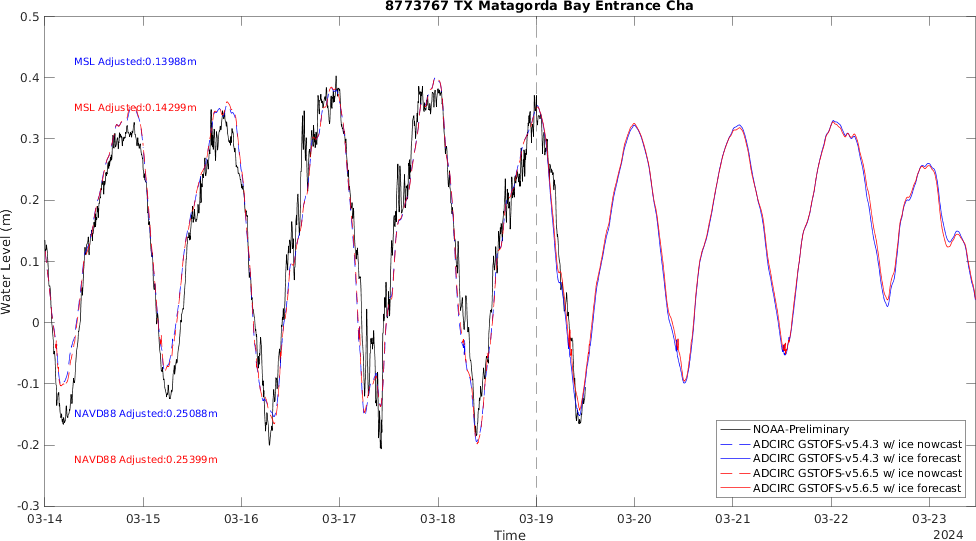 8773767 TX Matagorda Bay Entrance Cha
0.5
0.4
0.3
0.2
0.1
0
-0.1
-0.2
-0.3
Water Level (m)
MSL Adjusted:0.13988m
MSL Adjusted:0.14299m
NAVD88 Adjusted:0.25088m
NAVD88 Adjusted:0.25399m
NOAA-Preliminary
ADCIRC GSTOFS-v5.4.3 w/ ice nowcast
ADCIRC GSTOFS-v5.4.3 w/ ice forecast
ADCIRC GSTOFS-v5.6.5 w/ ice nowcast
ADCIRC GSTOFS-v5.6.5 w/ ice forecast
03-14 03-15 03-16 03-17 03-18 03-19 03-20 03-21 03-22 03-23
Time
2024